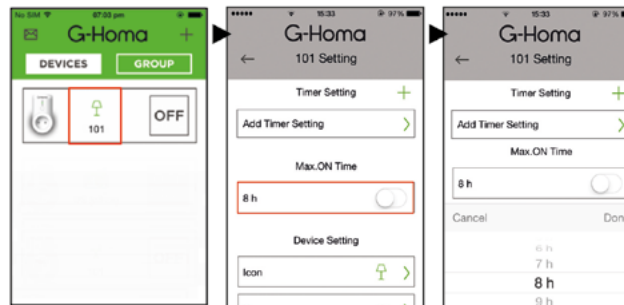 No SIM 07:03 pm
G-Homa +
DEVICES GROUP
101 OFF
15:33 97%
G-Homa
← 101 Setting
Timer Setting +
Add Timer Setting >
Max.ON Time
8 h
Device Setting
Icon >
15:33 97%
G-Homa
← 101 Setting
Timer Setting +
Add Timer Setting >
Max.ON Time
8 h
Cancel Don
6 h
7 h
8 h
9 h